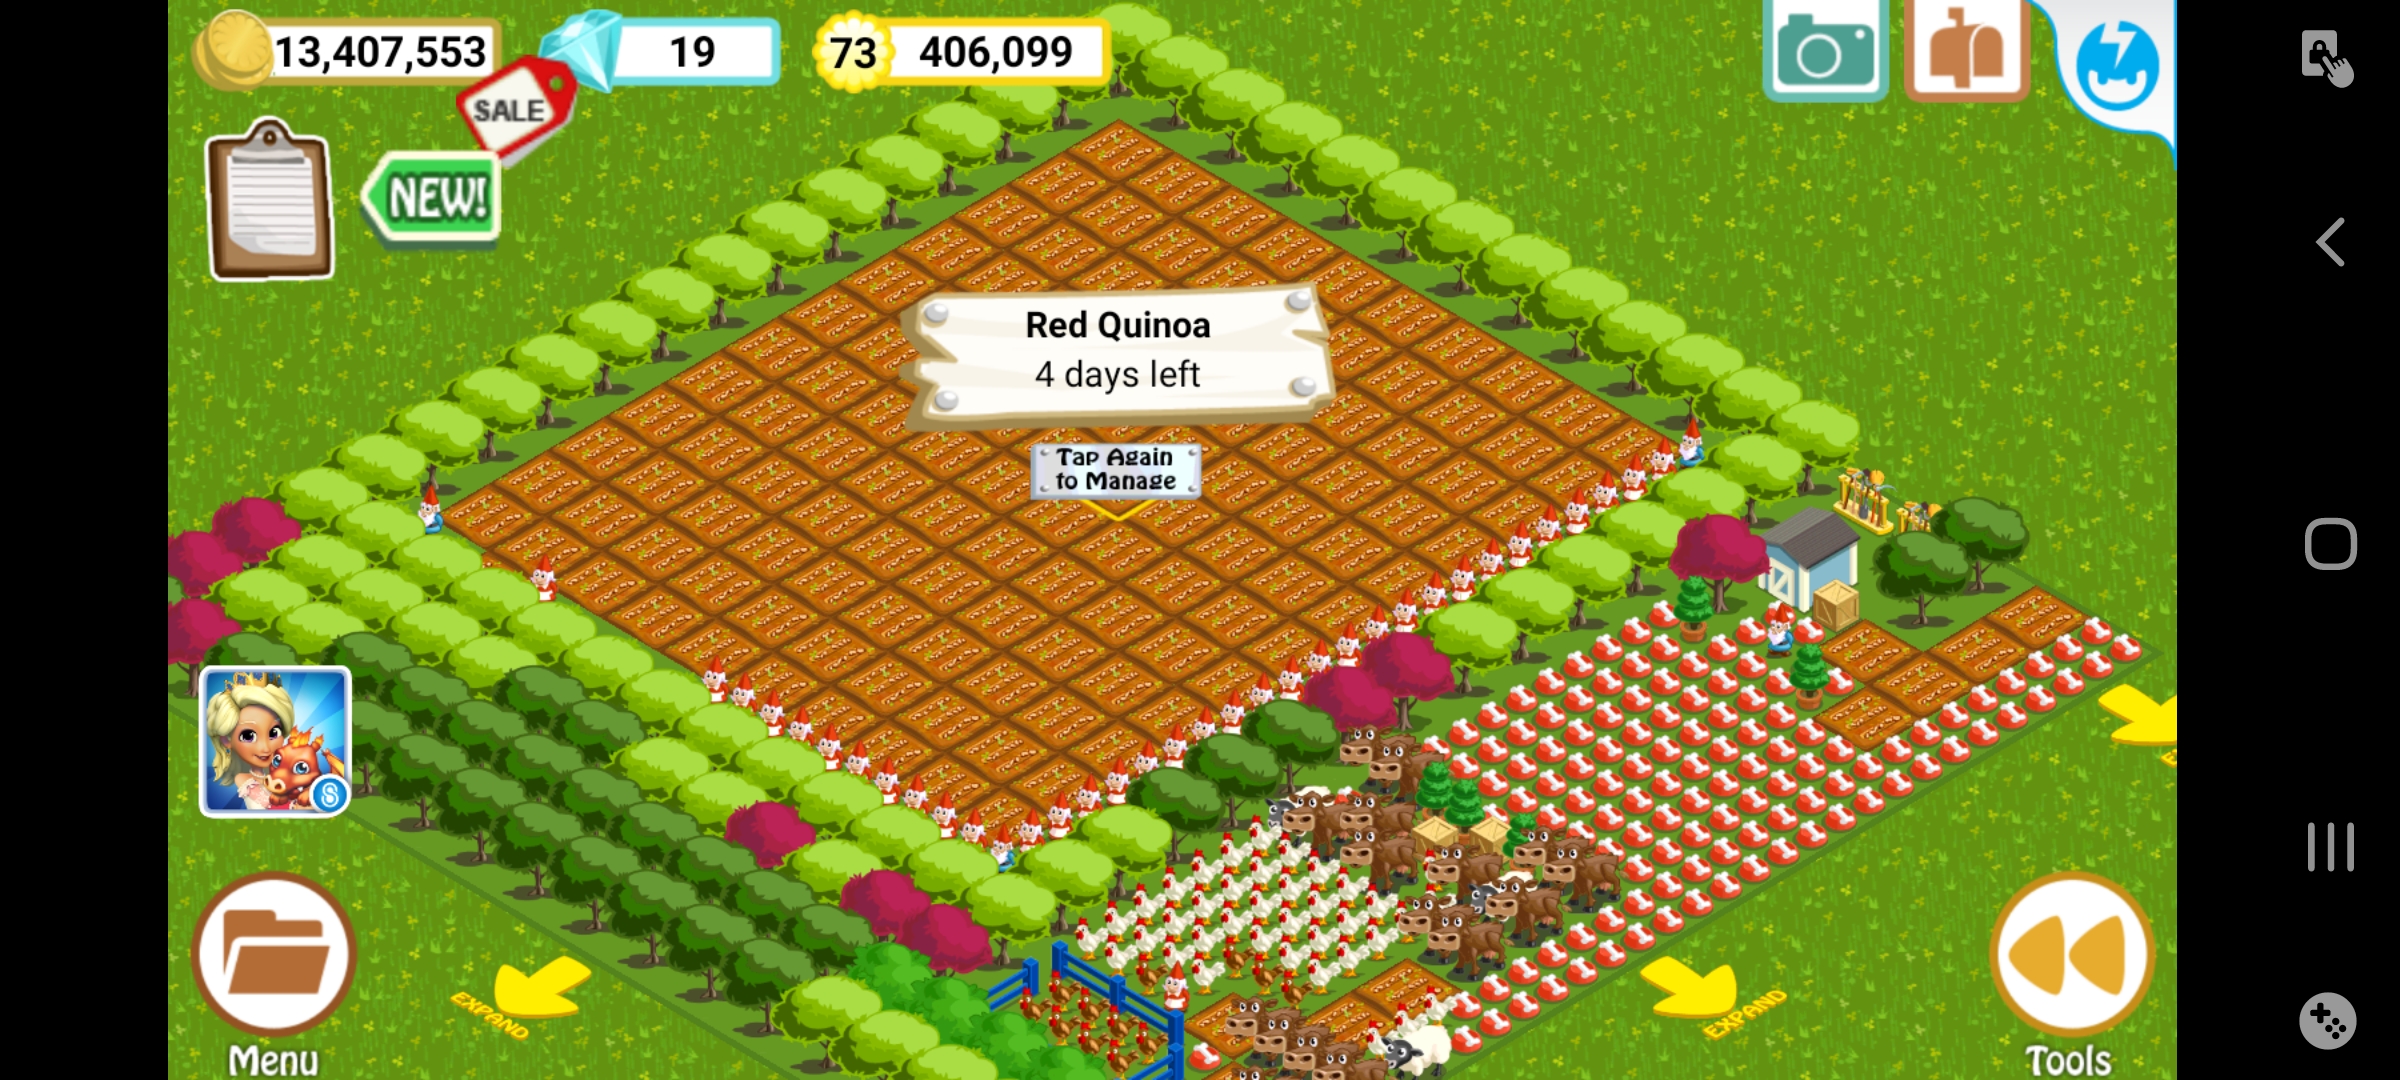 13,407,553
19
73
406,099
SALE
NEW!
Red Quinoa
4 days left
Tap Again
to Manage
EXPAND
EXPAND
Menu
Tools